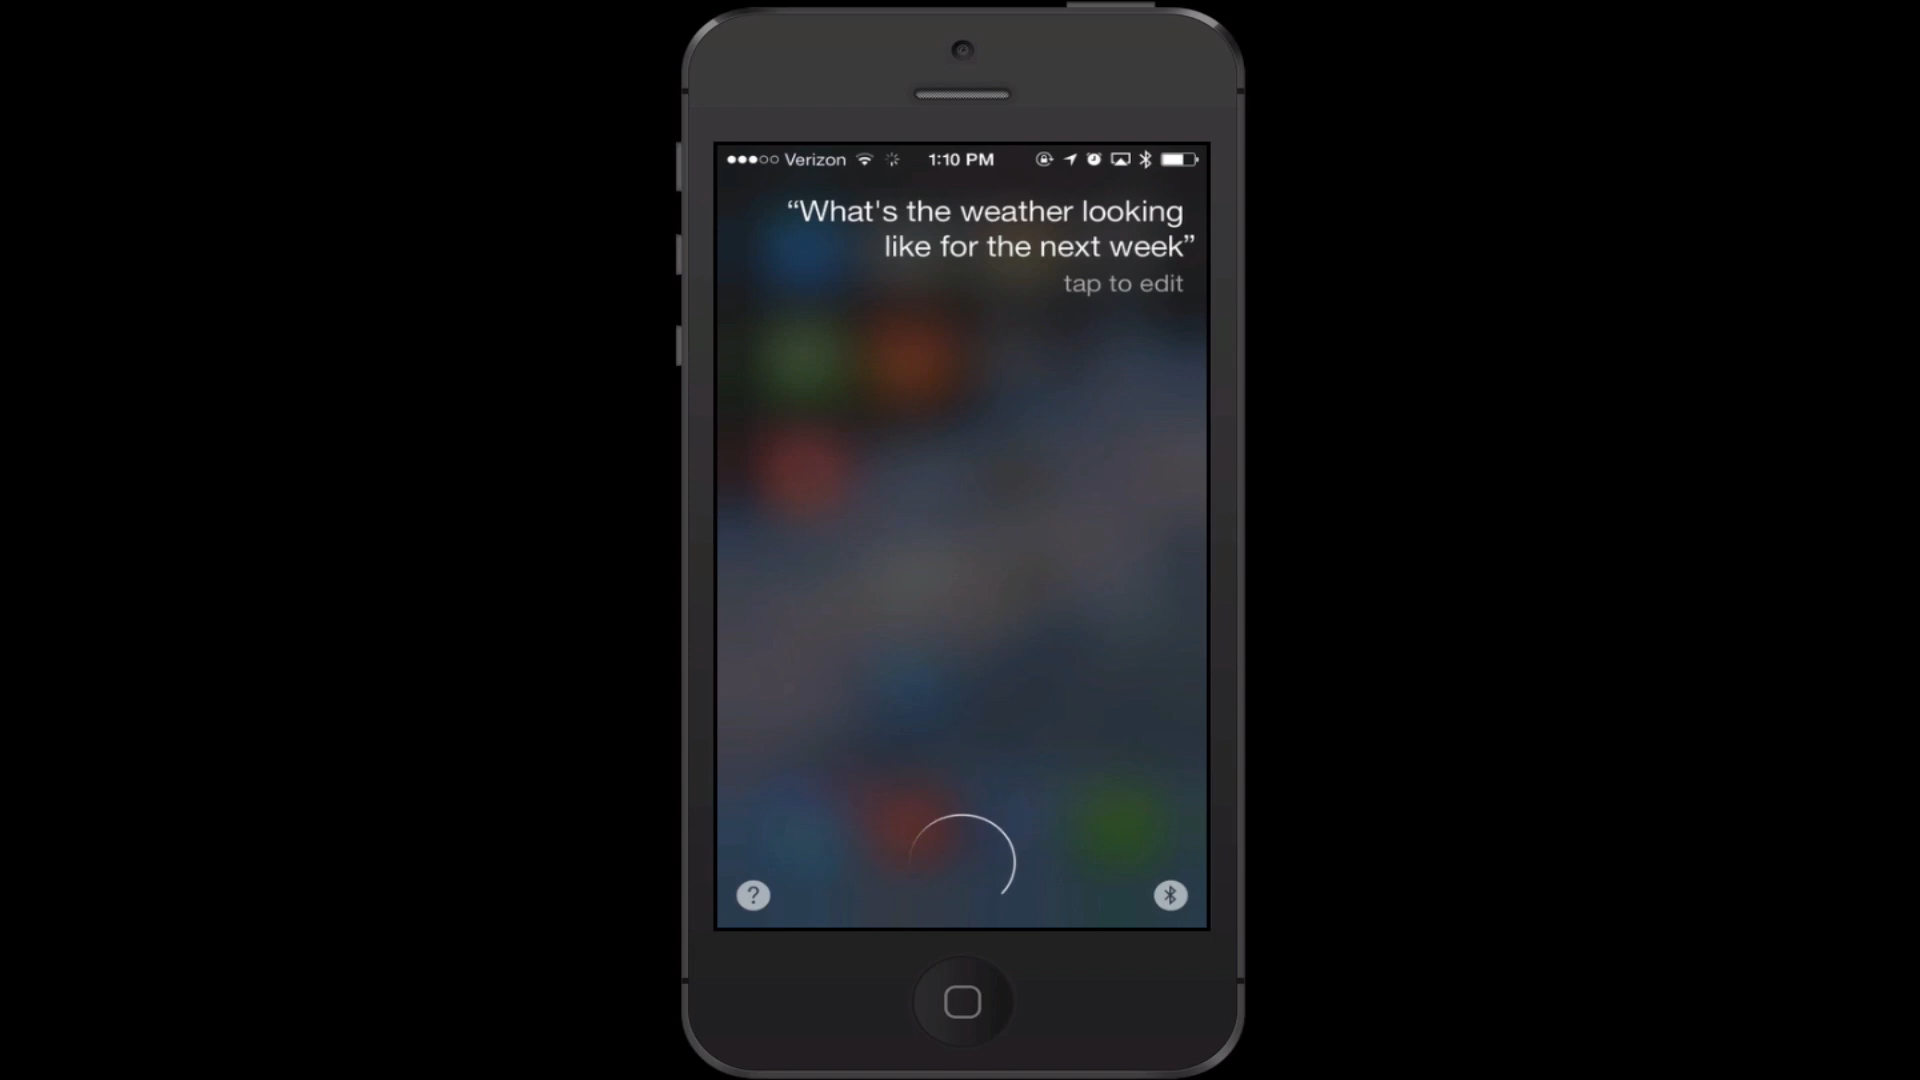 Verizon 1:10 PM
“What's the weather looking
like for the next week”
tap to edit
?